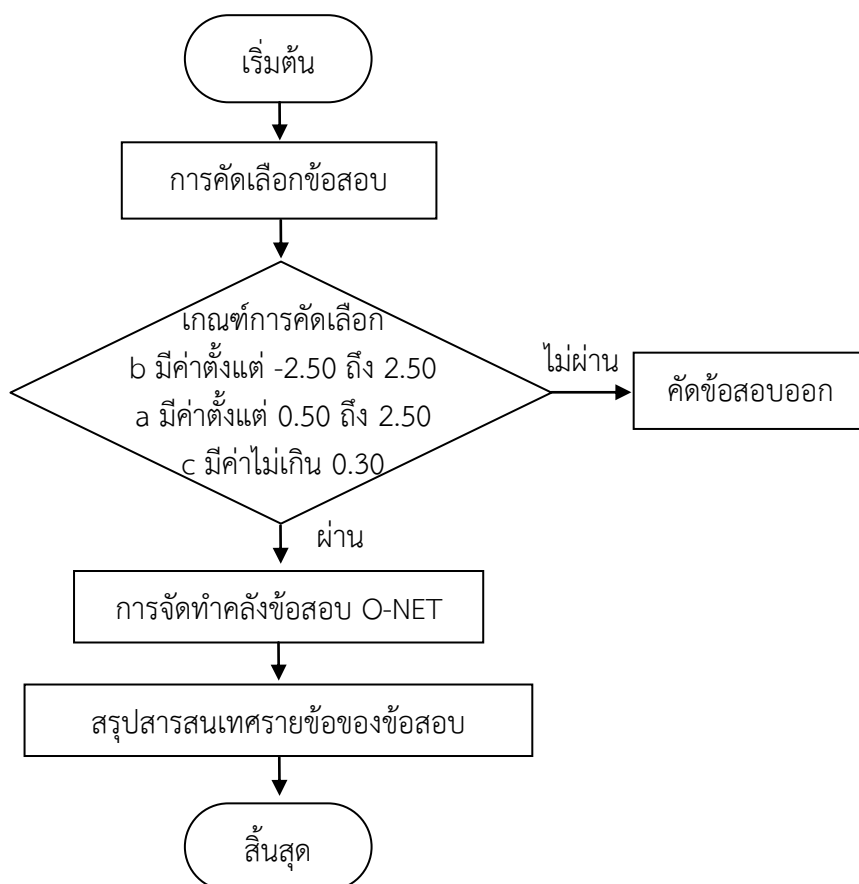 เริ่มต้น
การคัดเลือกข้อสอบ
เกณฑ์การคัดเลือก
b มีค่าตั้งแต่ -2.50 ถึง 2.50
a มีค่าตั้งแต่ 0.50 ถึง 2.50
c มีค่าไม่เกิน 0.30
ไม่ผ่าน
คัดข้อสอบออก
ผ่าน
การจัดทำคลังข้อสอบ O-NET
สรุปสารสนเทศรายข้อของข้อสอบ
สิ้นสุด